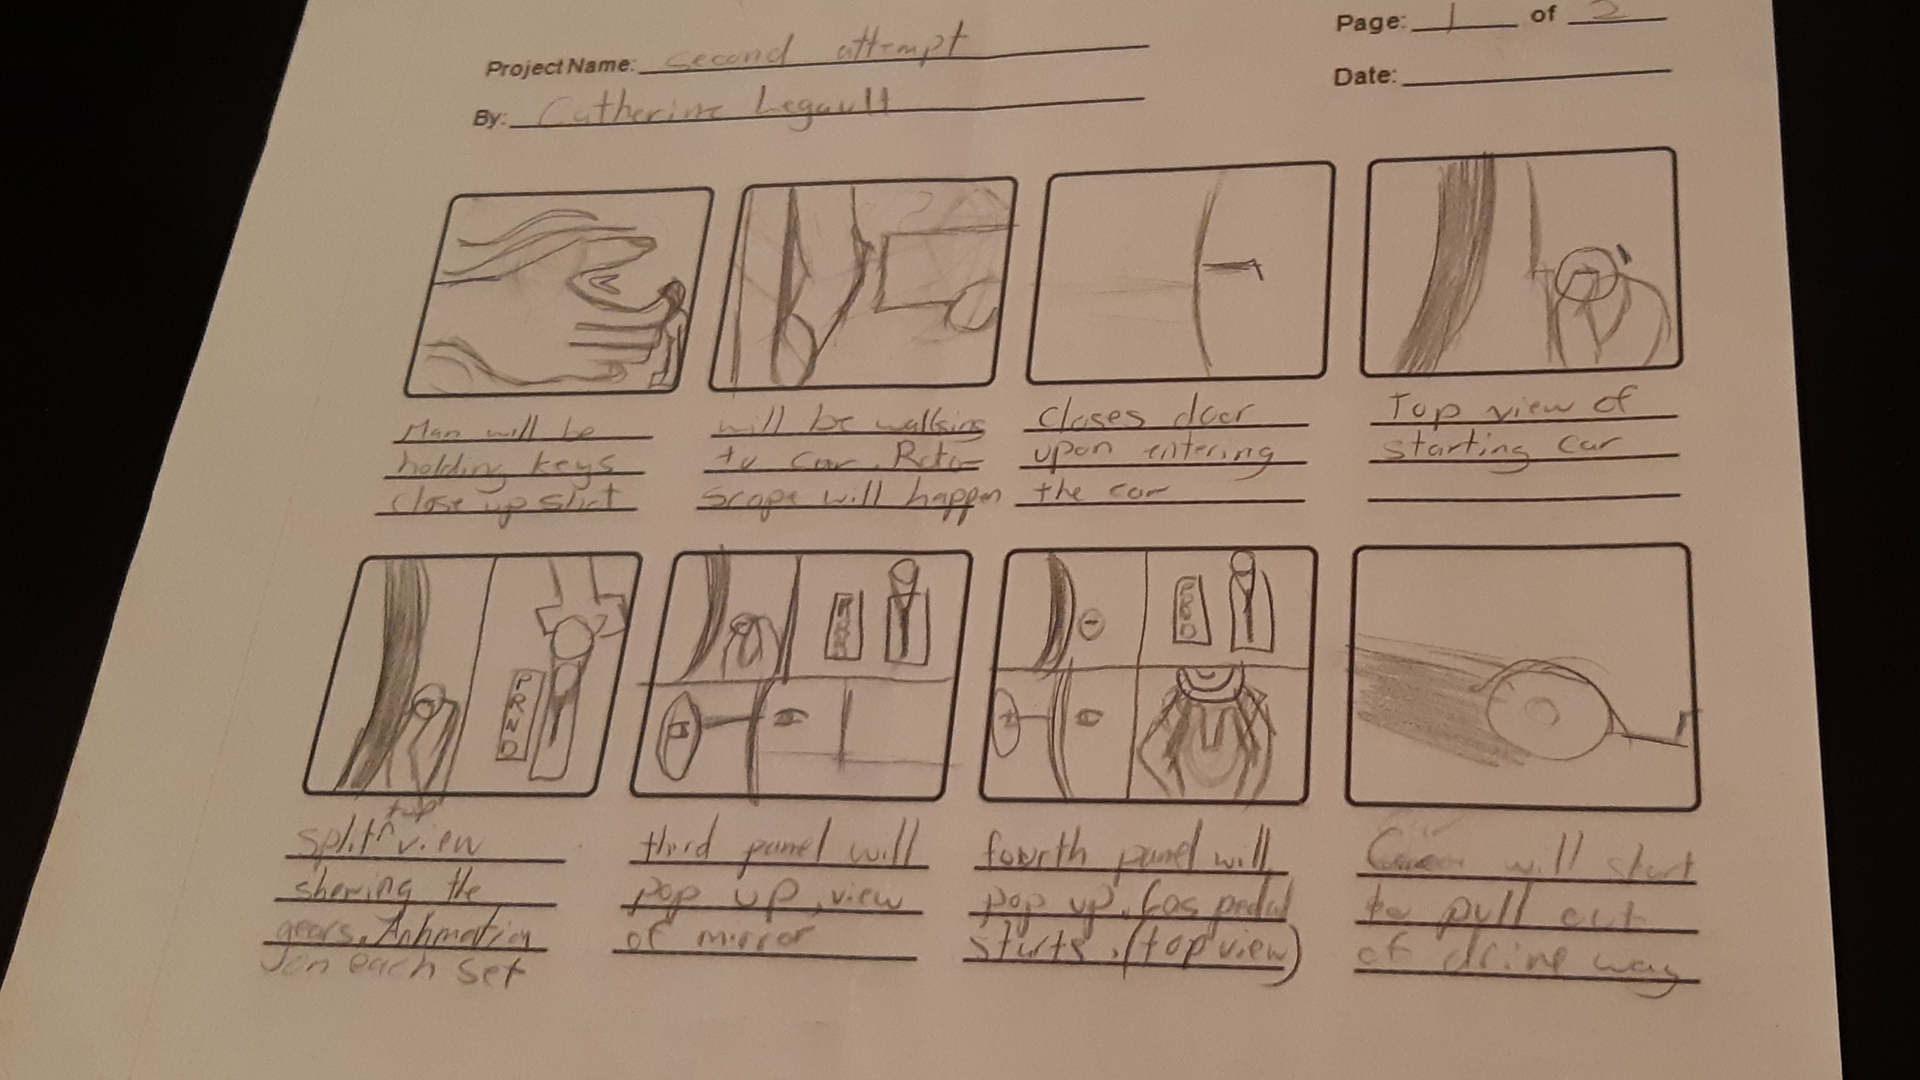 Page: 1 of 2
Project Name: second attempt
Date:
By: Catherine Legault
Man will be
holding keys
close up shot
will be walking
to car. Roto-
scope will happen
closes door
upon entering
the car
Top view of
starting car
P
R
N
D
top
split ^ view
showing the
gears. Anhmation
on each set
third panel will
pop up, view
of mirror
fourth panel will
pop up. Gas pedal
starts. (top view)
Car will start
to pull out
of drive way